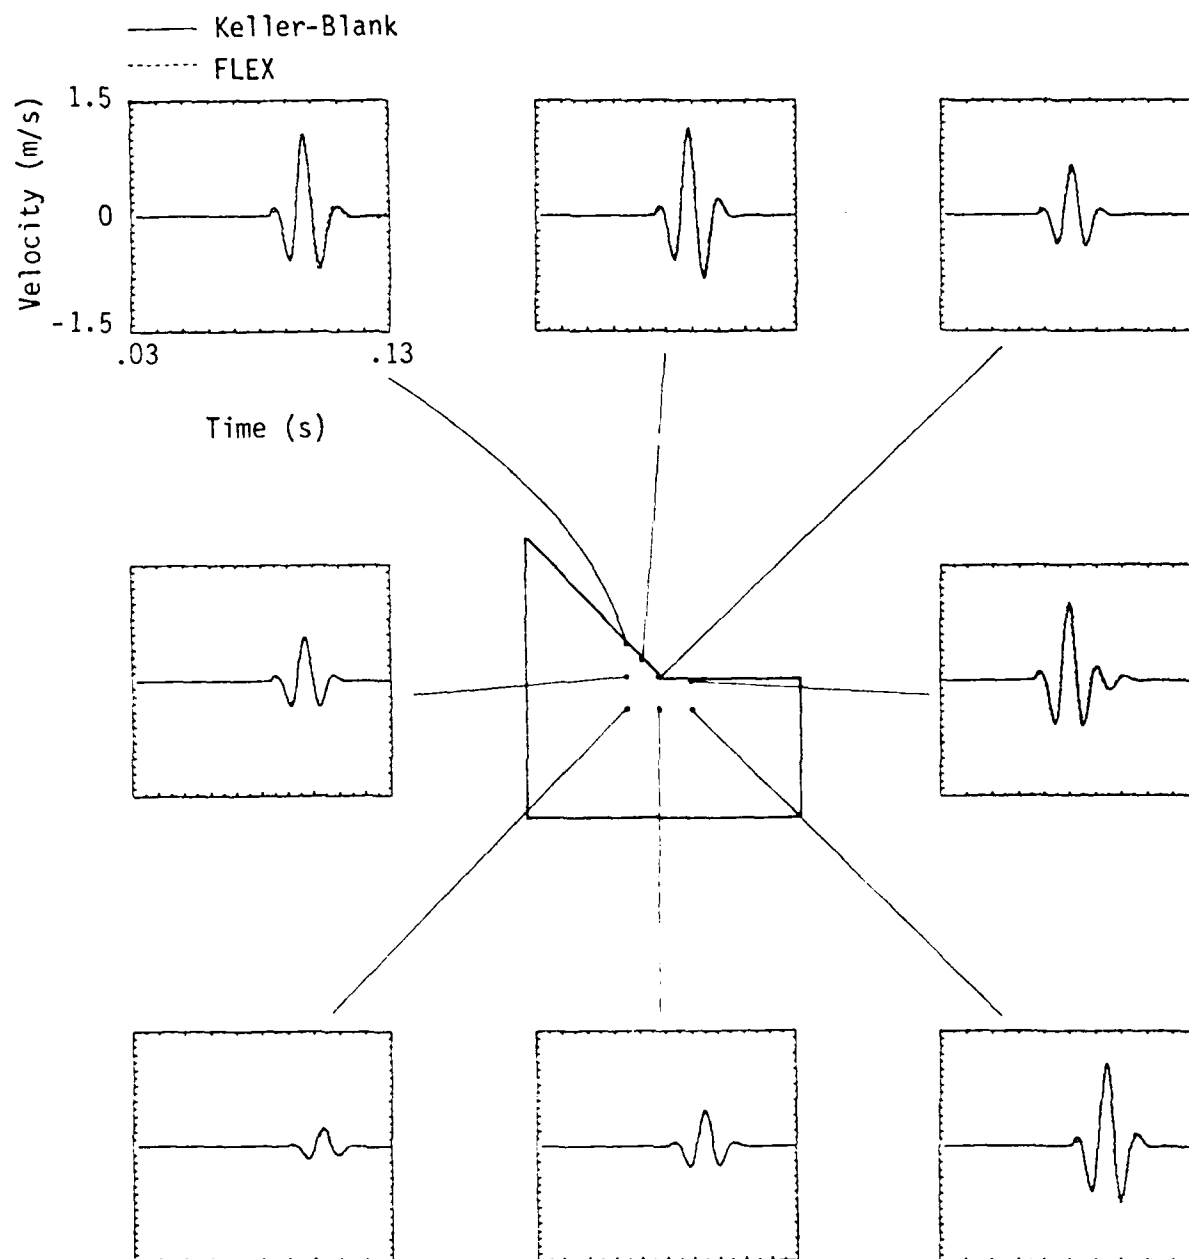 Keller-Blank
FLEX
Velocity (m/s)
1.5
0
-1.5
.03
.13
Time (s)